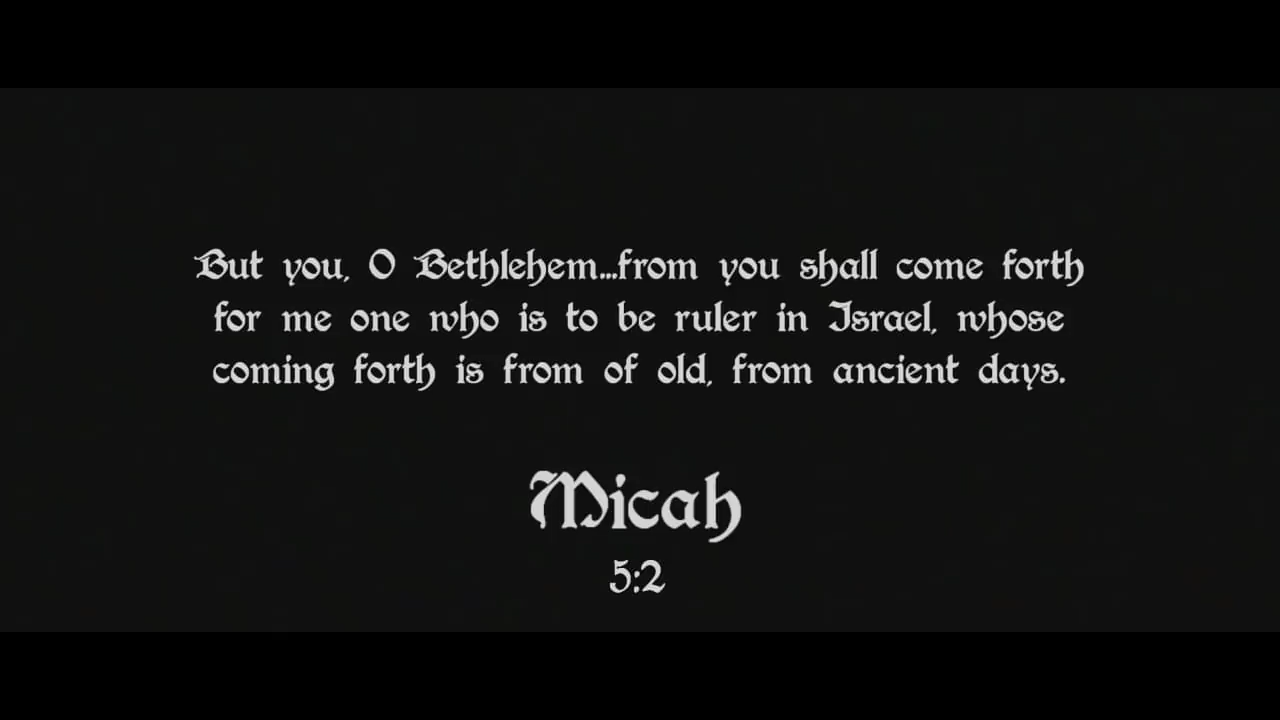 But you, O Bethlehem...from you shall come forth
for me one who is to be ruler in Israel, whose
coming forth is from of old, from ancient days.
Micah
5:2